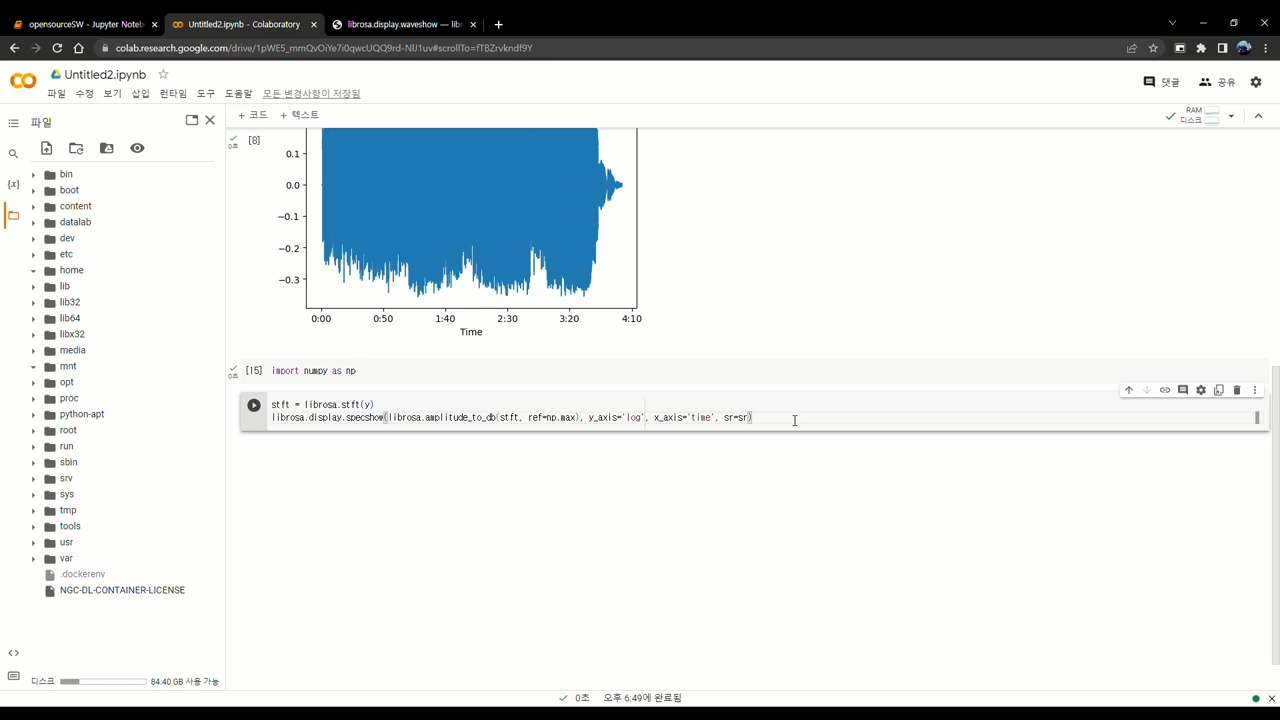 opensourceSW - Jupyter Noteb
Untitled2.ipynb - Colaboratory
librosa.display.waveshow — libr
colab.research.google.com/drive/1pWE5_mmQvOiYe7i0qwcUQQ9rd-NlJ1uv#scrollTo=fTBZrvkndf9Y
Untitled2.ipynb
파일 수정 보기 삽입 런타임 도구 도움말 모든 변경사항이 저장됨
댓글
공유
파일
+ 코드 + 텍스트
RAM
디스크
bin
boot
content
datalab
dev
etc
home
lib
lib32
lib64
libx32
media
mnt
opt
proc
python-apt
root
run
sbin
srv
sys
tmp
tools
usr
var
.dockerenv
NGC-DL-CONTAINER-LICENSE
디스크 84.40 GB 사용 가능
0초
[8]
0.1
0.0
−0.1
−0.2
−0.3
0:00 0:50 1:40 2:30 3:20 4:10
Time
0초
[15] import numpy as np
stft = librosa.stft(y)
librosa.display.specshow(librosa.amplitude_to_db(stft, ref=np.max), y_axis='log', x_axis='time', sr=sr)
0초 오후 6:49에 완료됨